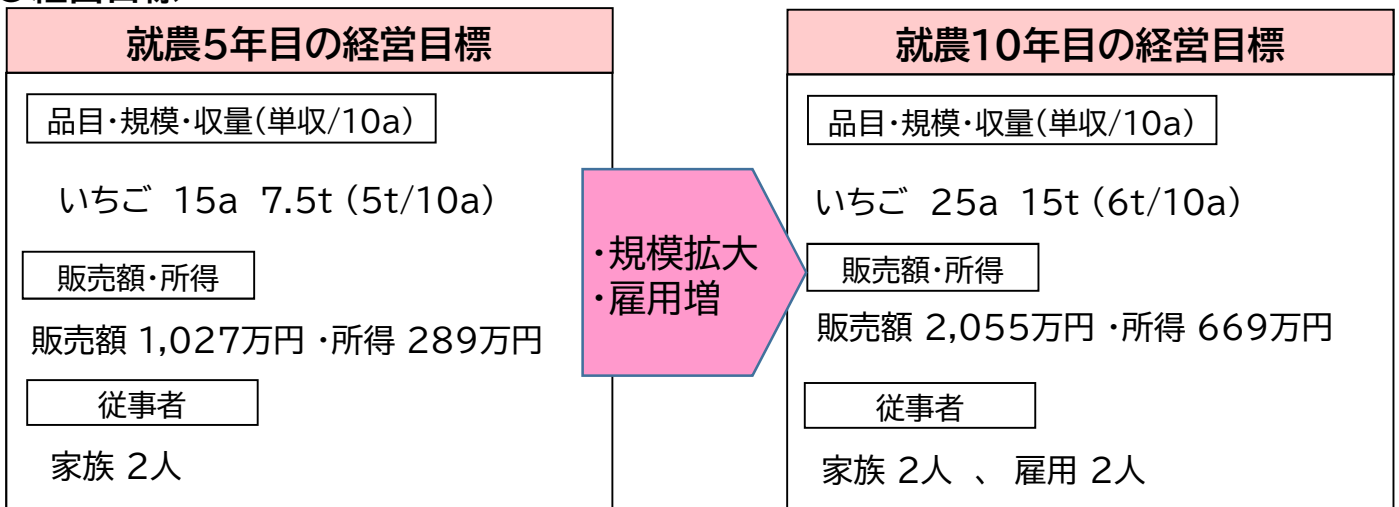 就農5年目の経営目標
品目・規模・収量(単収/10a)
いちご 15a 7.5t (5t/10a)
販売額・所得
販売額 1,027万円 ・所得 289万円
従事者
家族 2人
・規模拡大
・雇用増
就農10年目の経営目標
品目・規模・収量(単収/10a)
いちご 25a 15t (6t/10a)
販売額・所得
販売額 2,055万円 ・所得 669万円
従事者
家族 2人 、 雇用 2人